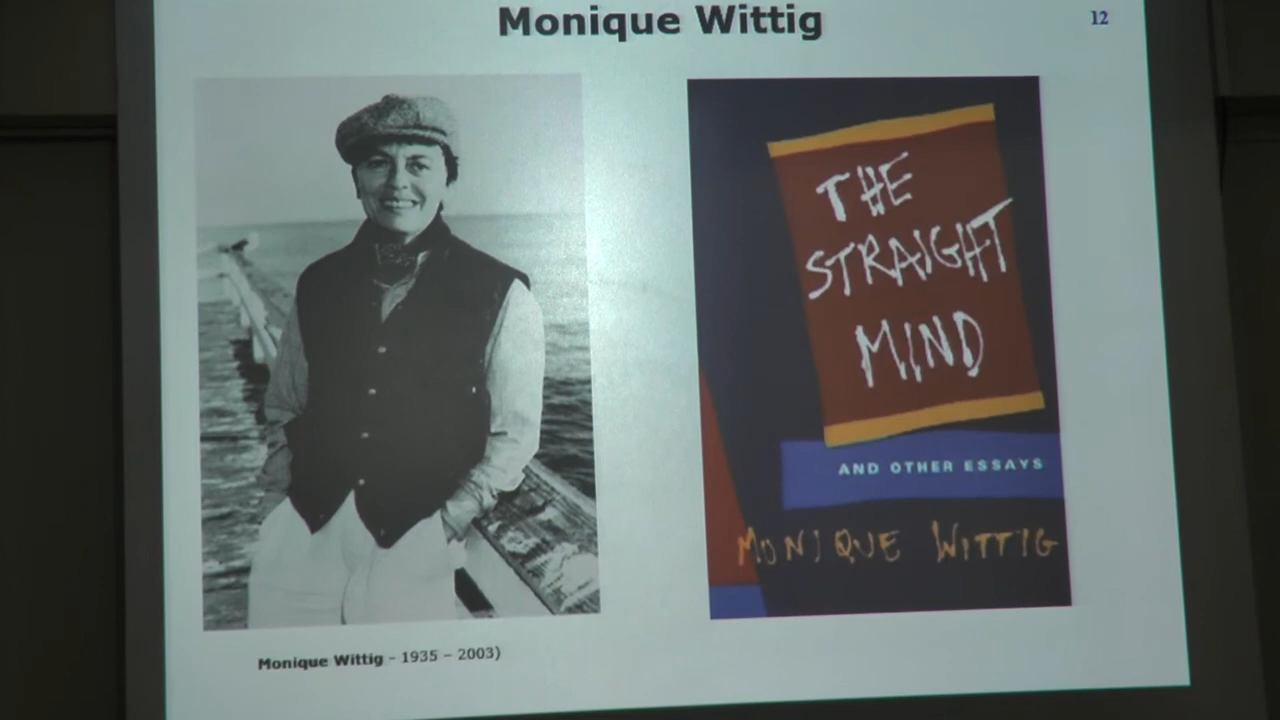 Monique Wittig
12
THE
STRAIGHT
MIND
AND OTHER ESSAYS
MONIQUE WITTIG
Monique Wittig - 1935 – 2003)